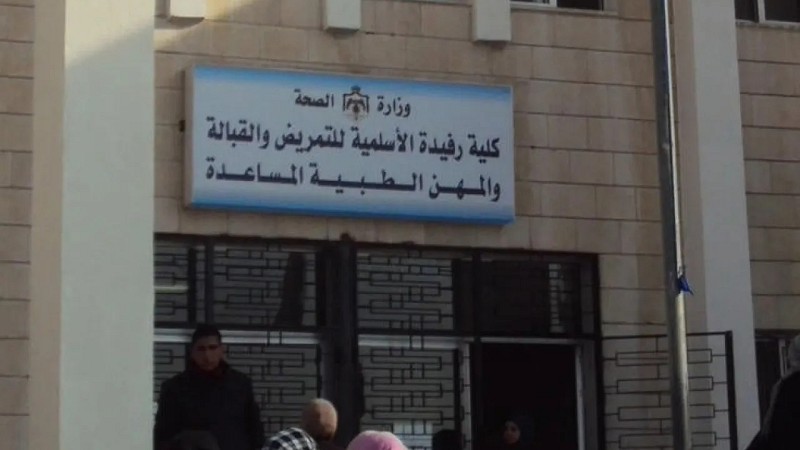 وزارة الصحة
كلية رفيدة الأسلمية للتمريض والقبالة
والمهن الطبية المساعدة